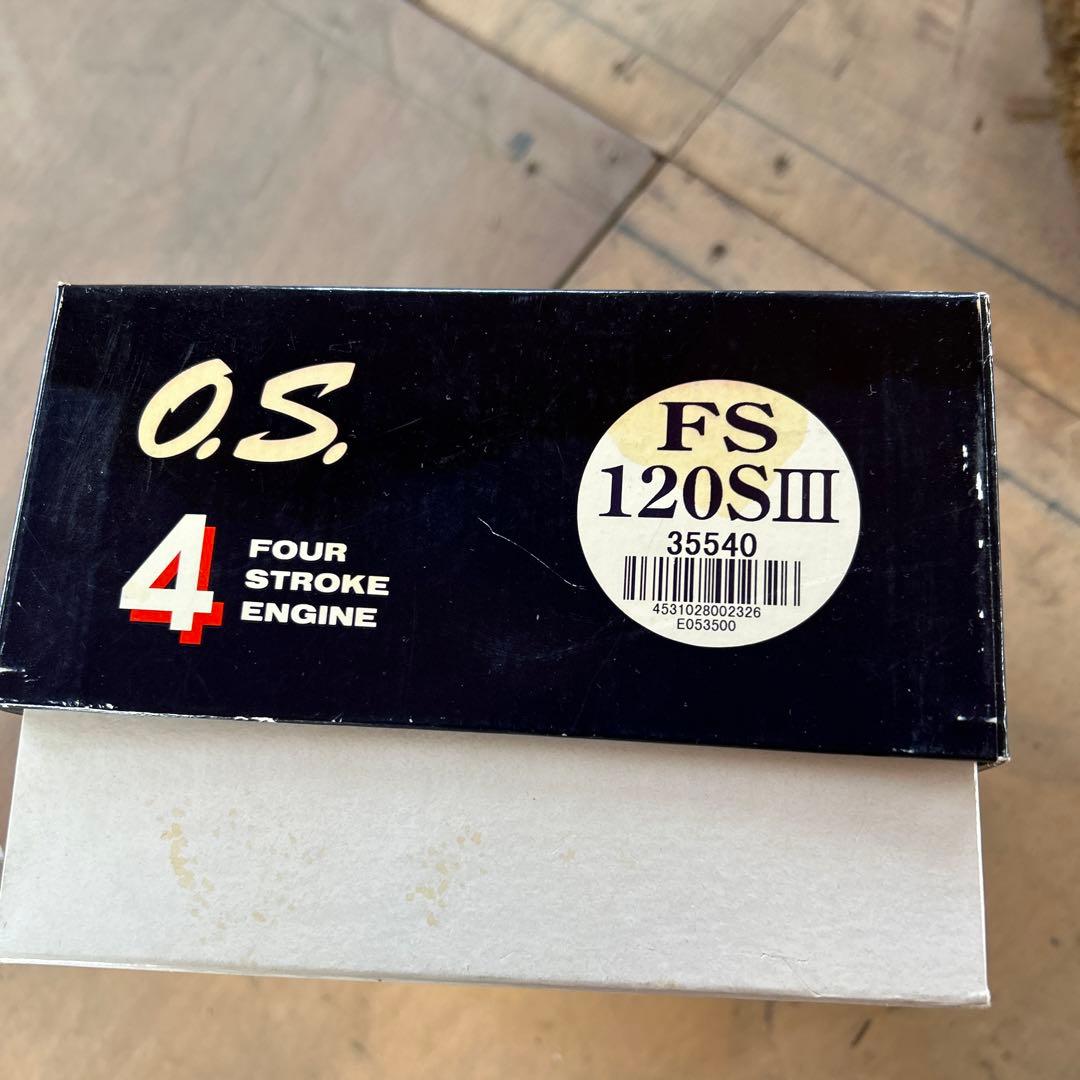 O.S.
4
FOUR
STROKE
ENGINE
FS
120SIII
35540
4531028002326
E053500